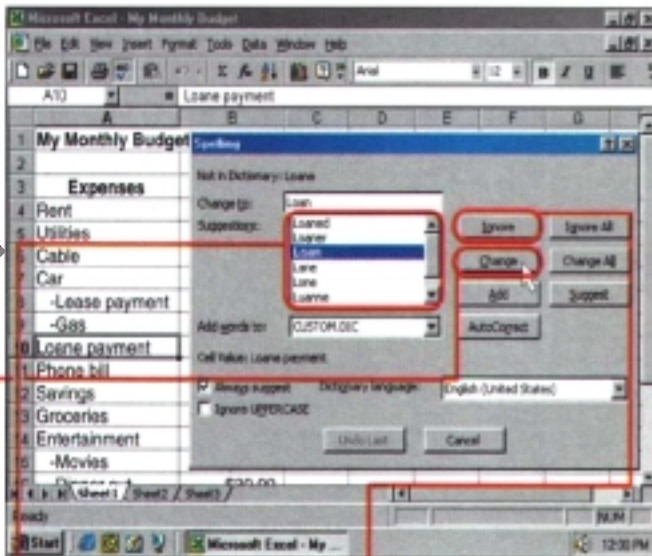 Microsoft Excel - My Monthly Budget
File Edit View Insert Format Tools Data Window Help
Arial 12 B I U
A10 = Loane payment
A B C D E F G
1 My Monthly Budget
2
3 Expenses
4 Rent
5 Utilities
6 Cable
7 Car
8 -Lease payment
9 -Gas
10 Loane payment
11 Phone bill
12 Savings
13 Groceries
14 Entertainment
15 -Movies
Spelling
Not in Dictionary: Loane
Change to: Loan
Suggestions: Loaned
Loaner
Loan
Lane
Lone
Luanne
Ignore Ignore All
Change Change All
Add Suggest
Add words to: CUSTOM.DIC AutoCorrect
Cell Value: Loane payment
Always suggest Dictionary language: English (United States)
Ignore UPPERCASE
Undo Last Cancel
Sheet1 Sheet2 Sheet3
Ready NUM
Start Microsoft Excel - My ... 12:00 PM